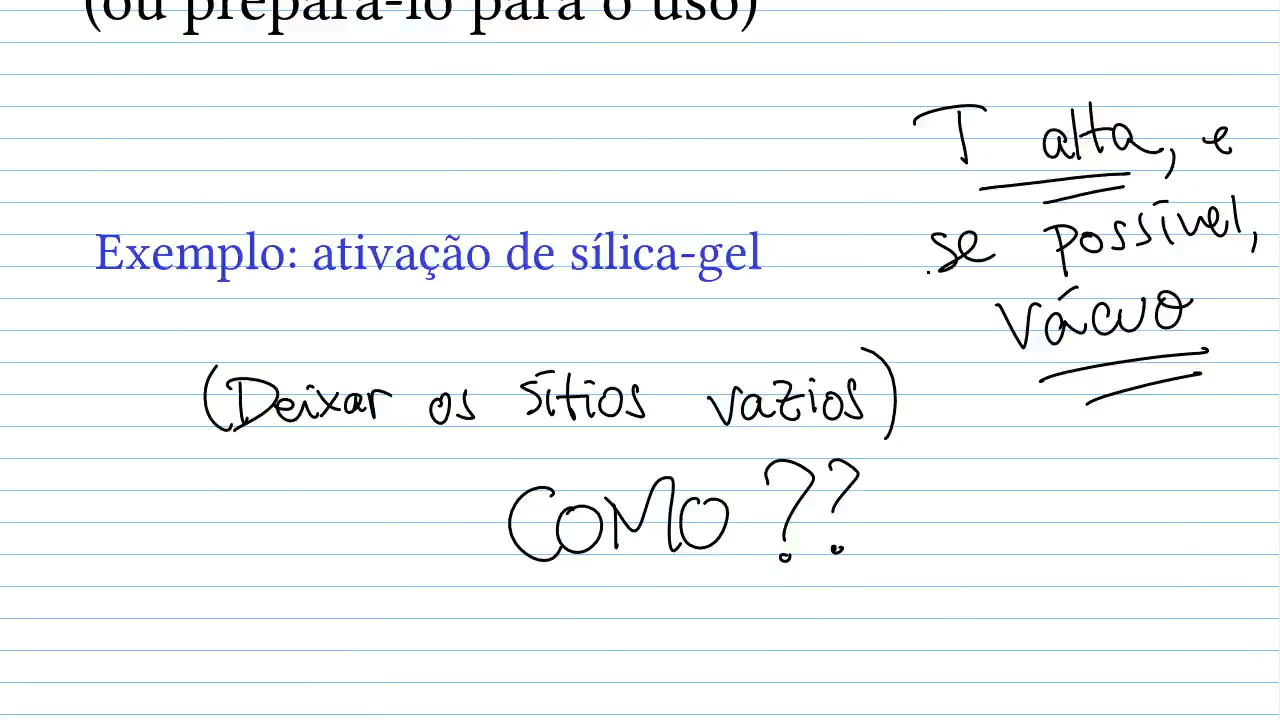 (ou prepará-lo para o uso)
T alta, e
se possível,
vácuo
Exemplo: ativação de sílica-gel
(Deixar os sítios vazios)
COMO??